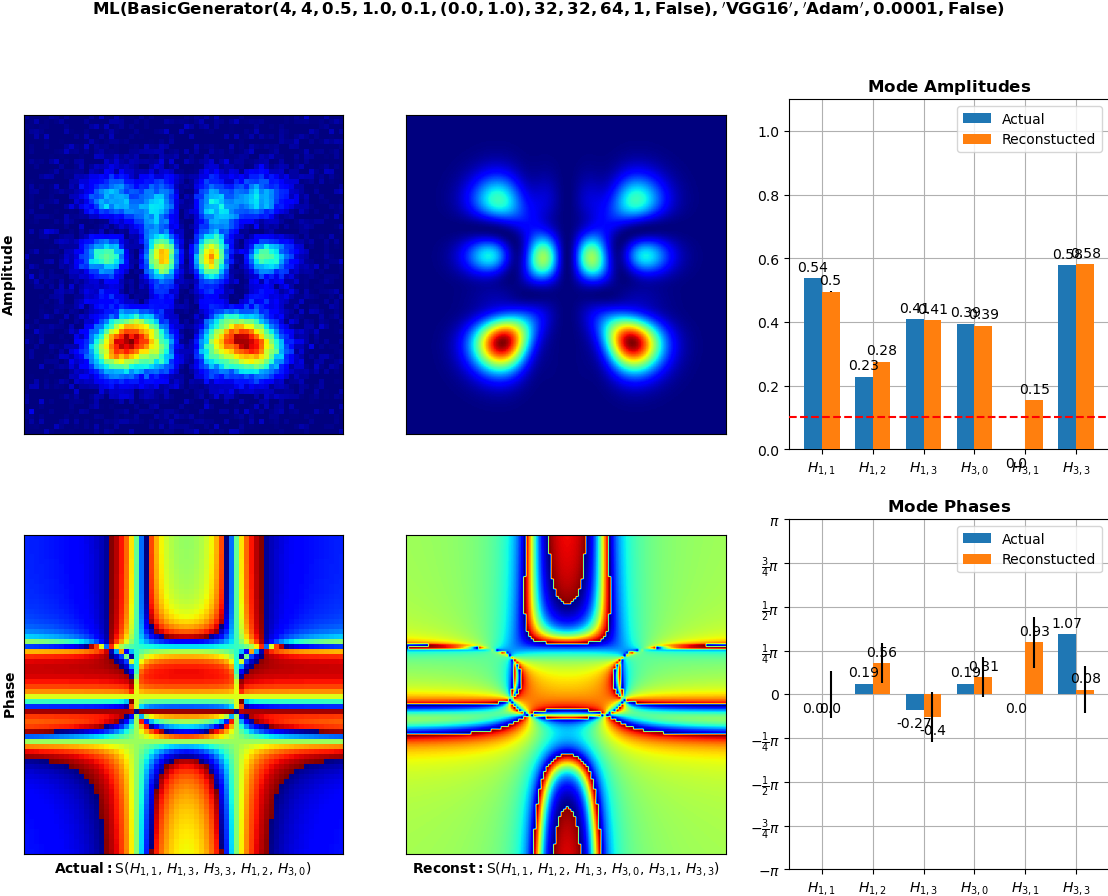 ML(BasicGenerator(4, 4, 0.5, 1.0, 0.1, (0.0, 1.0), 32, 32, 64, 1, False), 'VGG16', 'Adam', 0.0001, False)
Amplitude
Mode Amplitudes
Actual
Reconstucted
1.0
0.8
0.6
0.4
0.2
0.0
0.54
0.5
0.23
0.28
0.41
0.41
0.39
0.39
0.0
0.15
0.58
0.58
H1,1 H1,2 H1,3 H3,0 H3,1 H3,3
Phase
Actual: S(H1,1, H1,3, H3,3, H1,2, H3,0)
Reconst: S(H1,1, H1,2, H1,3, H3,0, H3,1, H3,3)
Mode Phases
Actual
Reconstucted
π
3/4π
1/2π
1/4π
0
−1/4π
−1/2π
−3/4π
−π
0.0
0.0
0.19
0.56
-0.27
-0.4
0.19
0.0
0.93
1.07
0.08
H1,1 H1,2 H1,3 H3,0 H3,1 H3,3